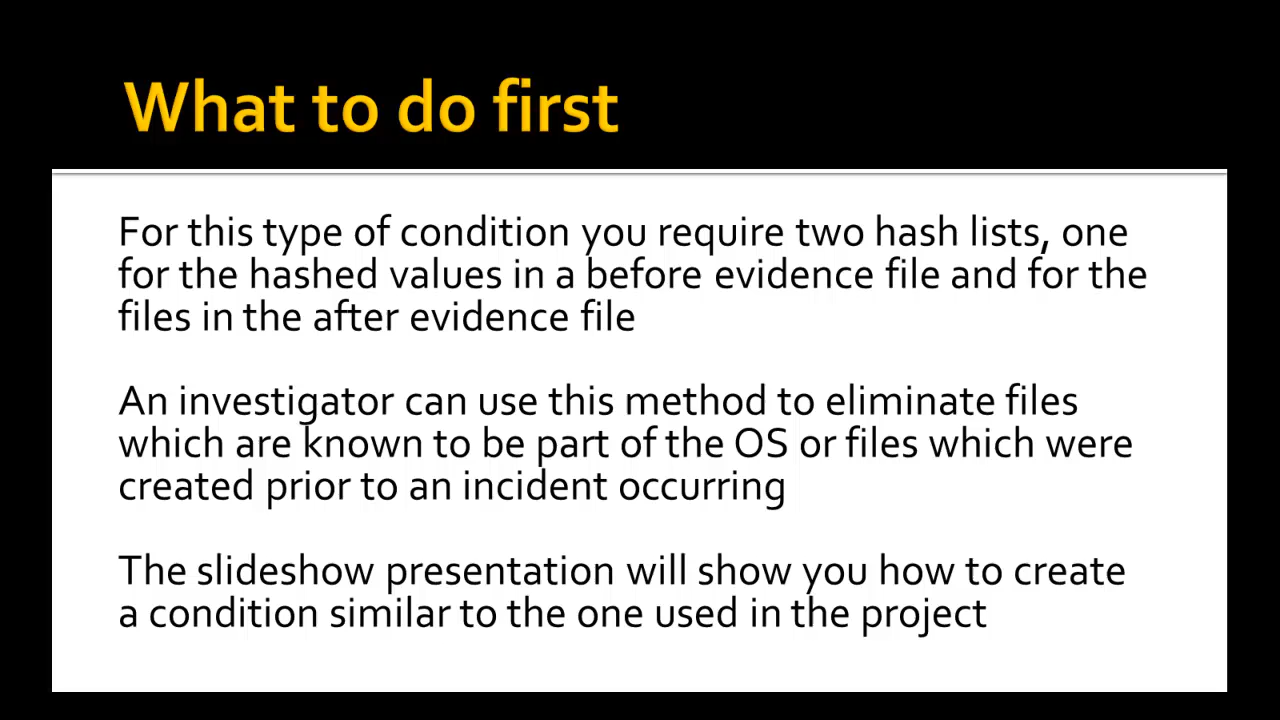 What to do first
For this type of condition you require two hash lists, one
for the hashed values in a before evidence file and for the
files in the after evidence file
An investigator can use this method to eliminate files
which are known to be part of the OS or files which were
created prior to an incident occurring
The slideshow presentation will show you how to create
a condition similar to the one used in the project